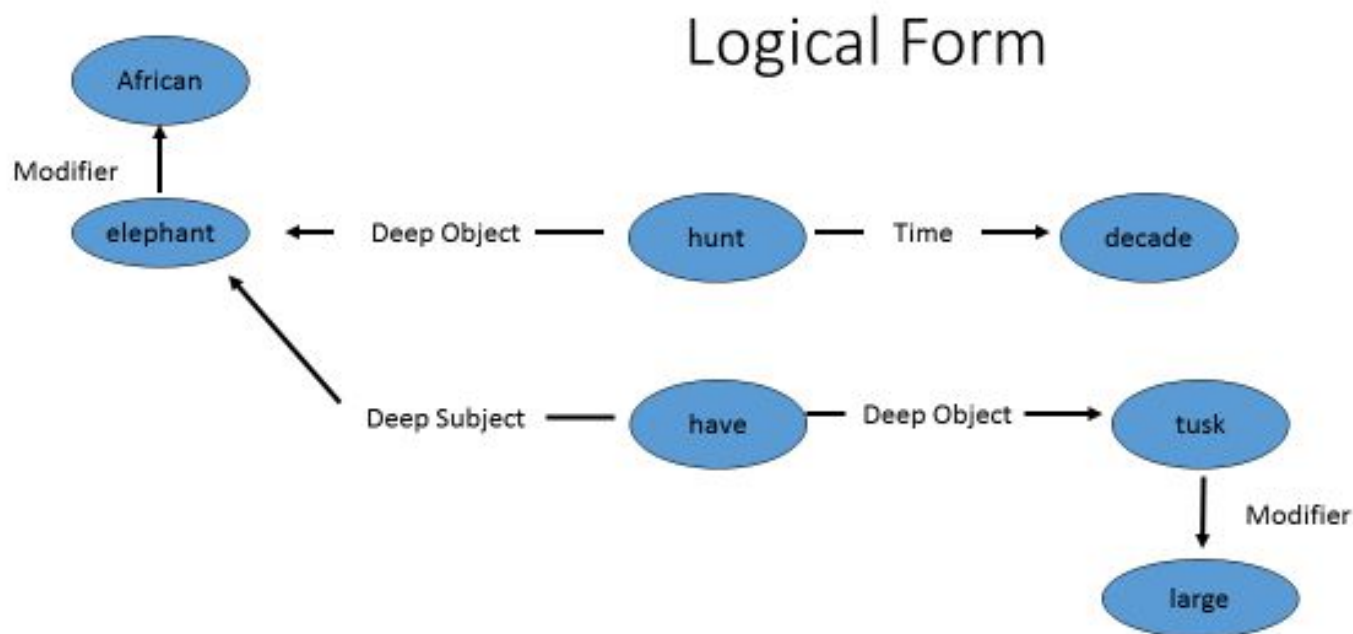 Logical Form
African
Modifier
elephant
Deep Object
hunt
Time
decade
Deep Subject
have
Deep Object
tusk
Modifier
large